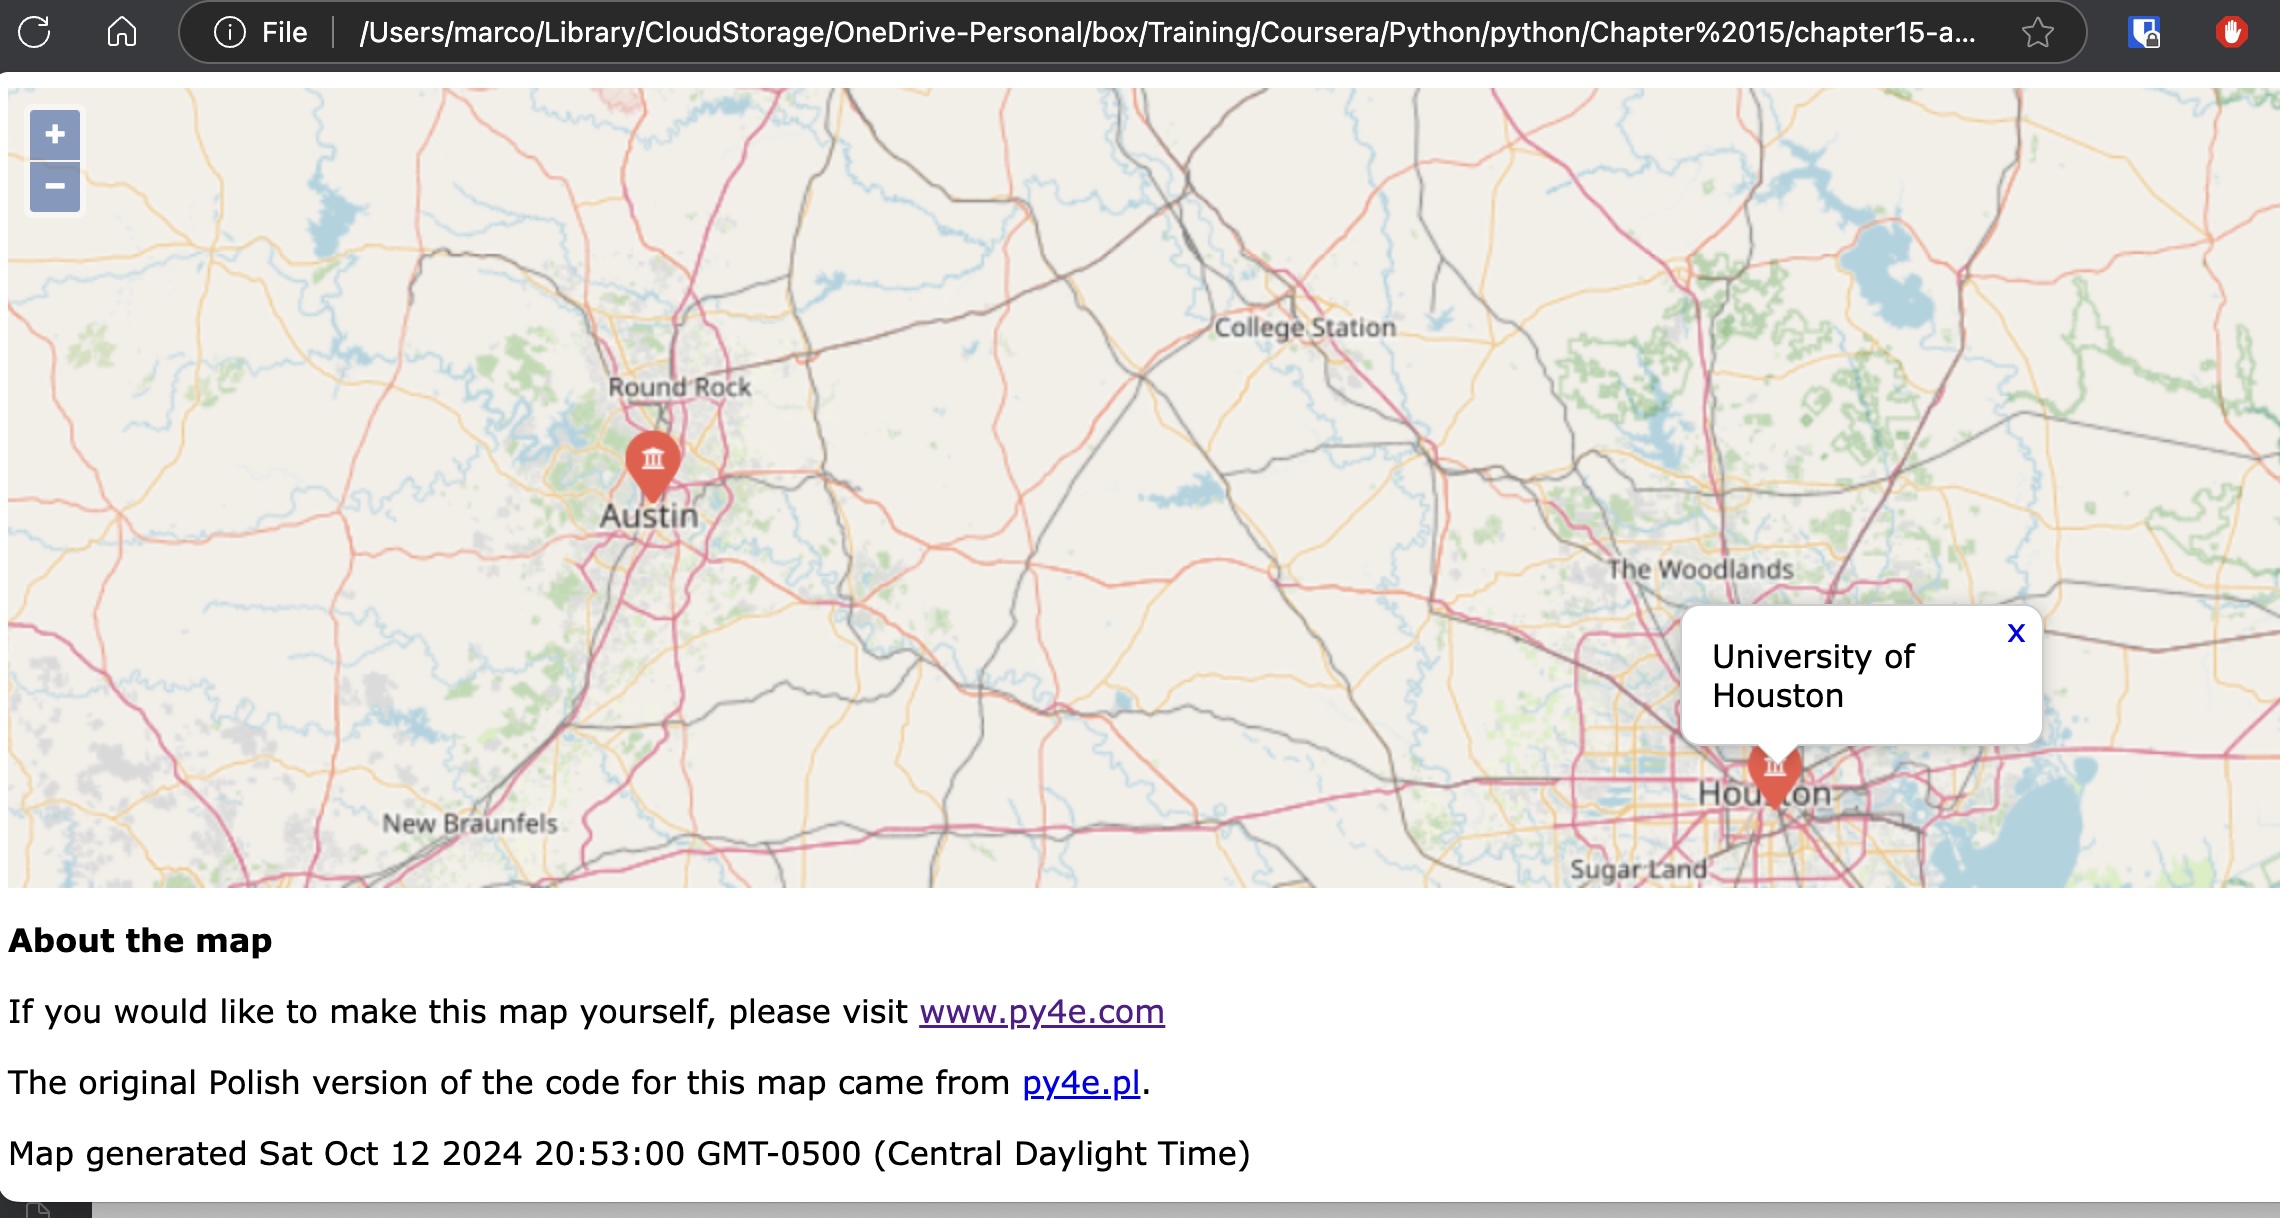 File
/Users/marco/Library/CloudStorage/OneDrive-Personal/box/Training/Coursera/Python/python/Chapter%2015/chapter15-a...
+
−
College Station
Round Rock
Austin
The Woodlands
x
University of
Houston
Houston
New Braunfels
Sugar Land
About the map
If you would like to make this map yourself, please visit www.py4e.com
The original Polish version of the code for this map came from py4e.pl.
Map generated Sat Oct 12 2024 20:53:00 GMT-0500 (Central Daylight Time)